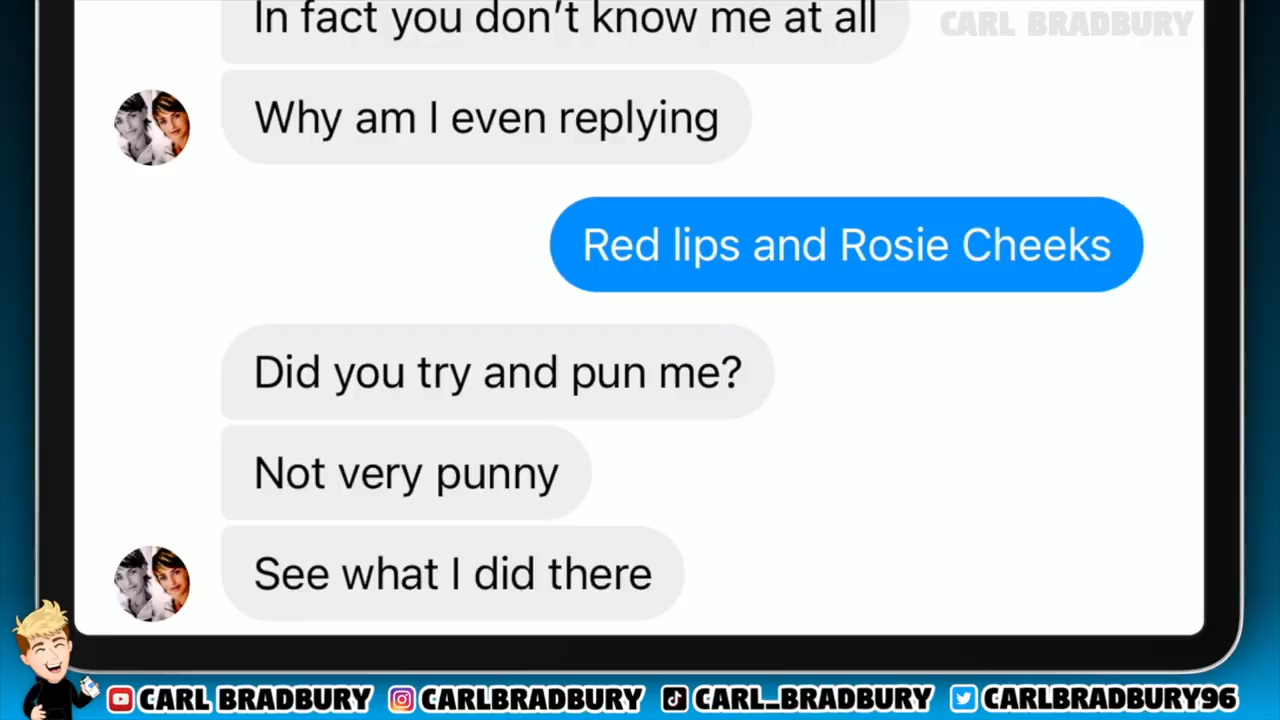 In fact you don't know me at all
CARL BRADBURY
Why am I even replying
Red lips and Rosie Cheeks
Did you try and pun me?
Not very punny
See what I did there
CARL BRADBURY CARLBRADBURY CARL_BRADBURY CARLBRADBURY96